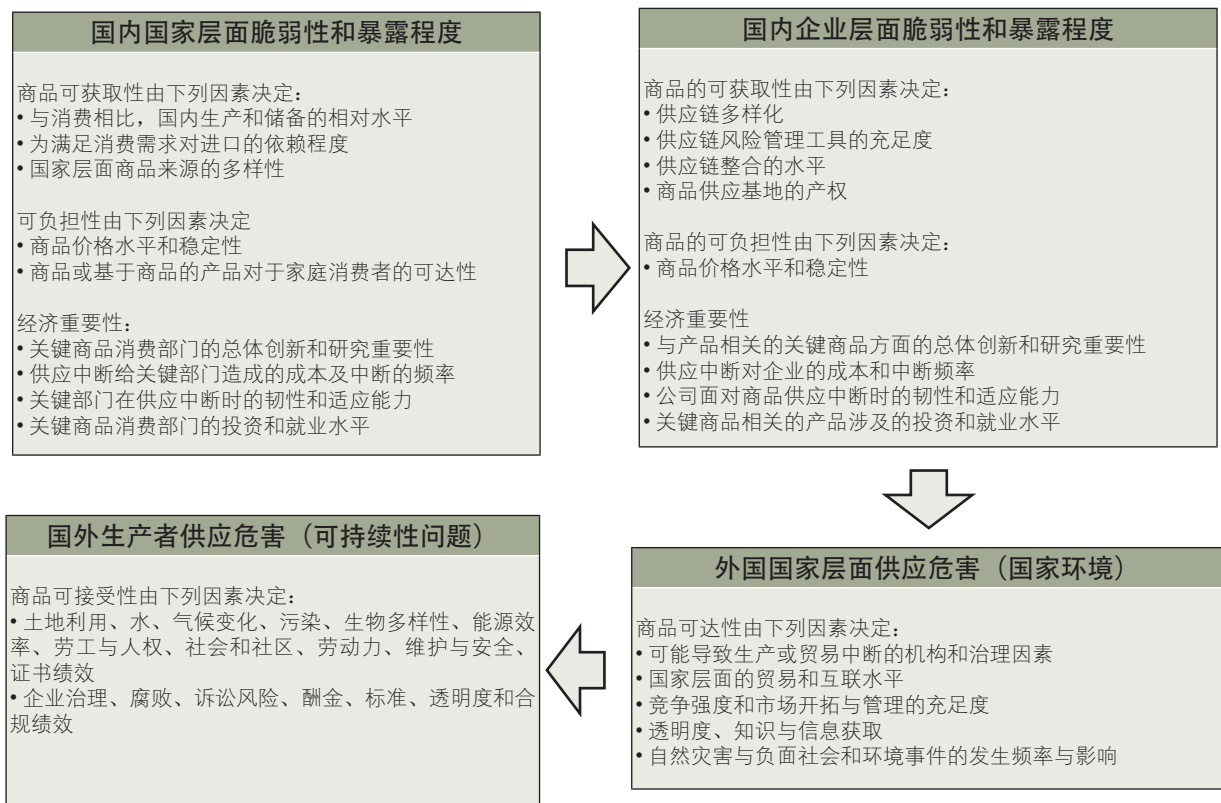 国内国家层面脆弱性和暴露程度
商品可获取性由下列因素决定：
• 与消费相比，国内生产和储备的相对水平
• 为满足消费需求对进口的依赖程度
• 国家层面商品来源的多样性
可负担性由下列因素决定
• 商品价格水平和稳定性
• 商品或基于商品的产品对于家庭消费者的可达性
经济重要性：
• 关键商品消费部门的总体创新和研究重要性
• 供应中断给关键部门造成的成本及中断的频率
• 关键部门在供应中断时的韧性和适应能力
• 关键商品消费部门的投资和就业水平
国内企业层面脆弱性和暴露程度
商品的可获取性由下列因素决定：
• 供应链多样化
• 供应链风险管理工具的充足度
• 供应链整合的水平
• 商品供应基地的产权
商品的可负担性由下列因素决定：
• 商品价格水平和稳定性
经济重要性
• 与产品相关的关键商品方面的总体创新和研究重要性
• 供应中断对企业的成本和中断频率
• 公司面对商品供应中断时的韧性和适应能力
• 关键商品相关的产品涉及的投资和就业水平
外国国家层面供应危害（国家环境）
商品可达性由下列因素决定：
• 可能导致生产或贸易中断的机构和治理因素
• 国家层面的贸易和互联水平
• 竞争强度和市场开拓与管理的充足度
• 透明度、知识与信息获取
• 自然灾害与负面社会和环境事件的发生频率与影响
国外生产者供应危害（可持续性问题）
商品可接受性由下列因素决定：
• 土地利用、水、气候变化、污染、生物多样性、能源效
率、劳工与人权、社会和社区、劳动力、维护与安全、
证书绩效
• 企业治理、腐败、诉讼风险、酬金、标准、透明度和合
规绩效